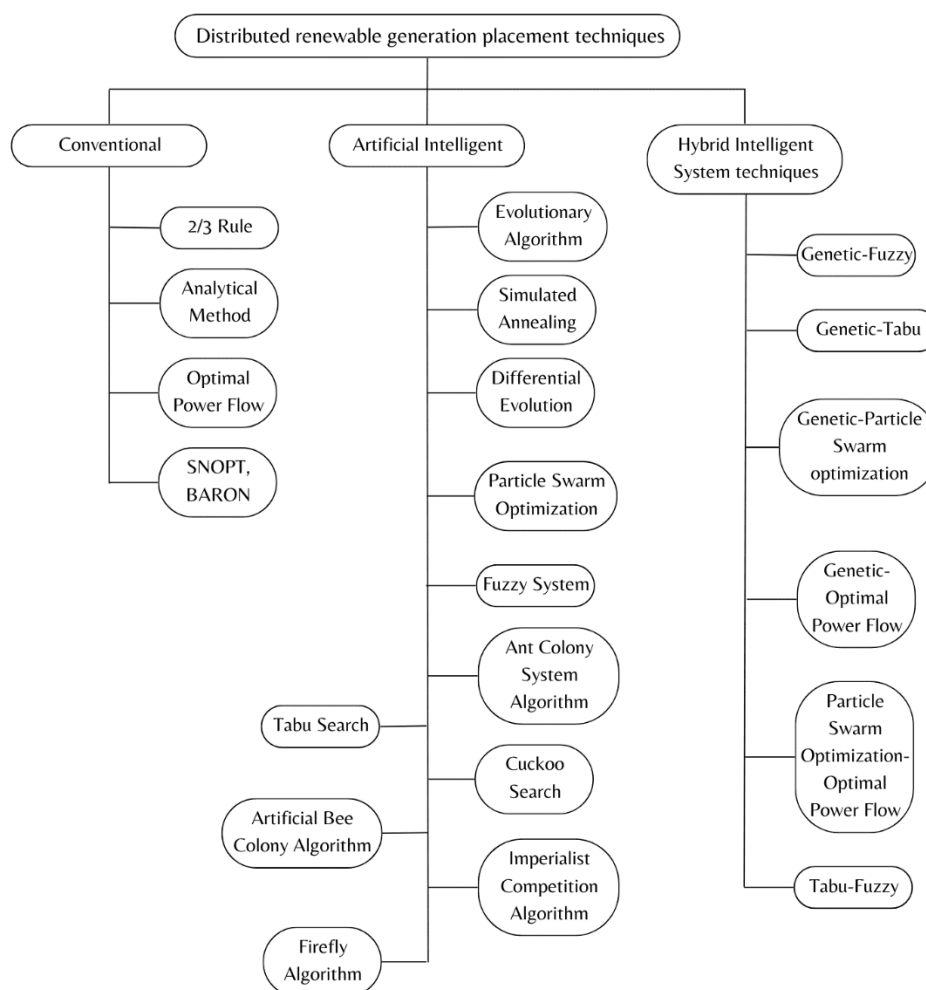 Distributed renewable generation placement techniques
Conventional
Artificial Intelligent
Hybrid Intelligent
System techniques
2/3 Rule
Analytical
Method
Optimal
Power Flow
SNOPT,
BARON
Evolutionary
Algorithm
Simulated
Annealing
Differential
Evolution
Particle Swarm
Optimization
Fuzzy System
Ant Colony
System
Algorithm
Tabu Search
Cuckoo
Search
Artificial Bee
Colony Algorithm
Imperialist
Competition
Algorithm
Firefly
Algorithm
Genetic-Fuzzy
Genetic-Tabu
Genetic-Particle
Swarm
optimization
Genetic-
Optimal
Power Flow
Particle
Swarm
Optimization-
Optimal
Power Flow
Tabu-Fuzzy